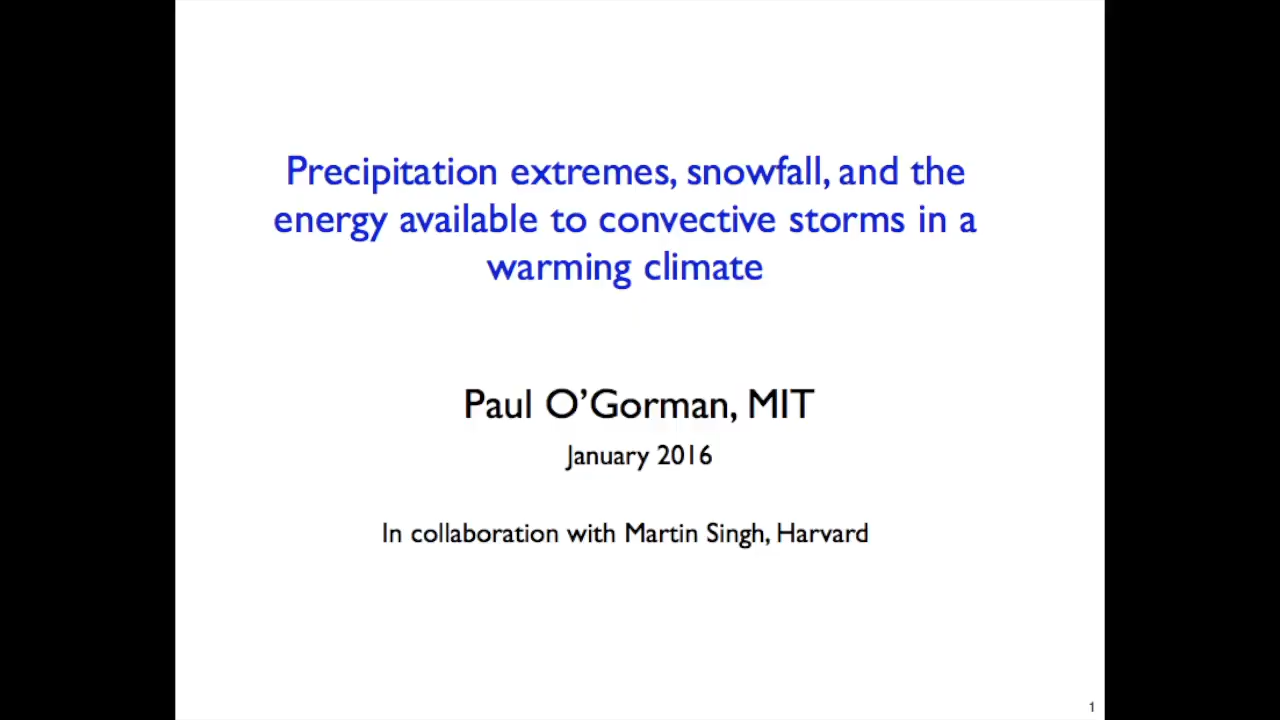 Precipitation extremes, snowfall, and the
energy available to convective storms in a
warming climate
Paul O’Gorman, MIT
January 2016
In collaboration with Martin Singh, Harvard
1